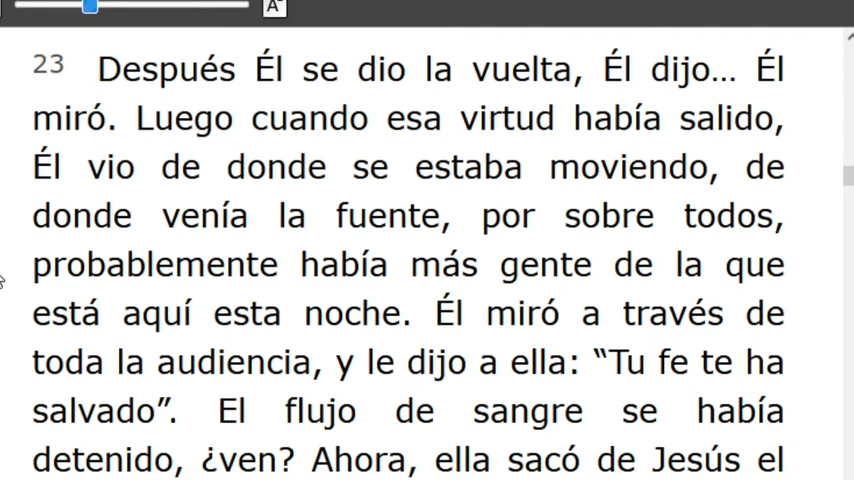 A
23 Después Él se dio la vuelta, Él dijo… Él
miró. Luego cuando esa virtud había salido,
Él vio de donde se estaba moviendo, de
donde venía la fuente, por sobre todos,
probablemente había más gente de la que
está aquí esta noche. Él miró a través de
toda la audiencia, y le dijo a ella: “Tu fe te ha
salvado”. El flujo de sangre se había
detenido, ¿ven? Ahora, ella sacó de Jesús el